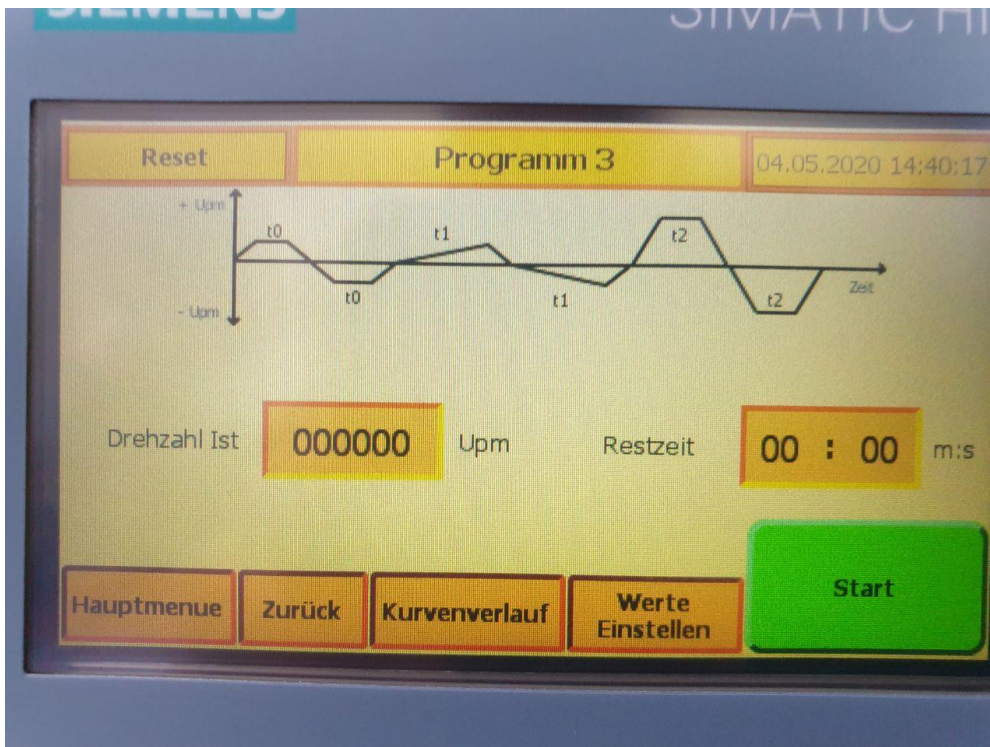 SIEMENS
SIMATIC HMI
Reset
Programm 3
04.05.2020 14:40:17
+ Upm
t0
t1
t2
t0
t1
t2
Zeit
- Upm
Drehzahl Ist
000000
Upm
Restzeit
00 : 00
m:s
Hauptmenue
Zurück
Kurvenverlauf
Werte
Einstellen
Start